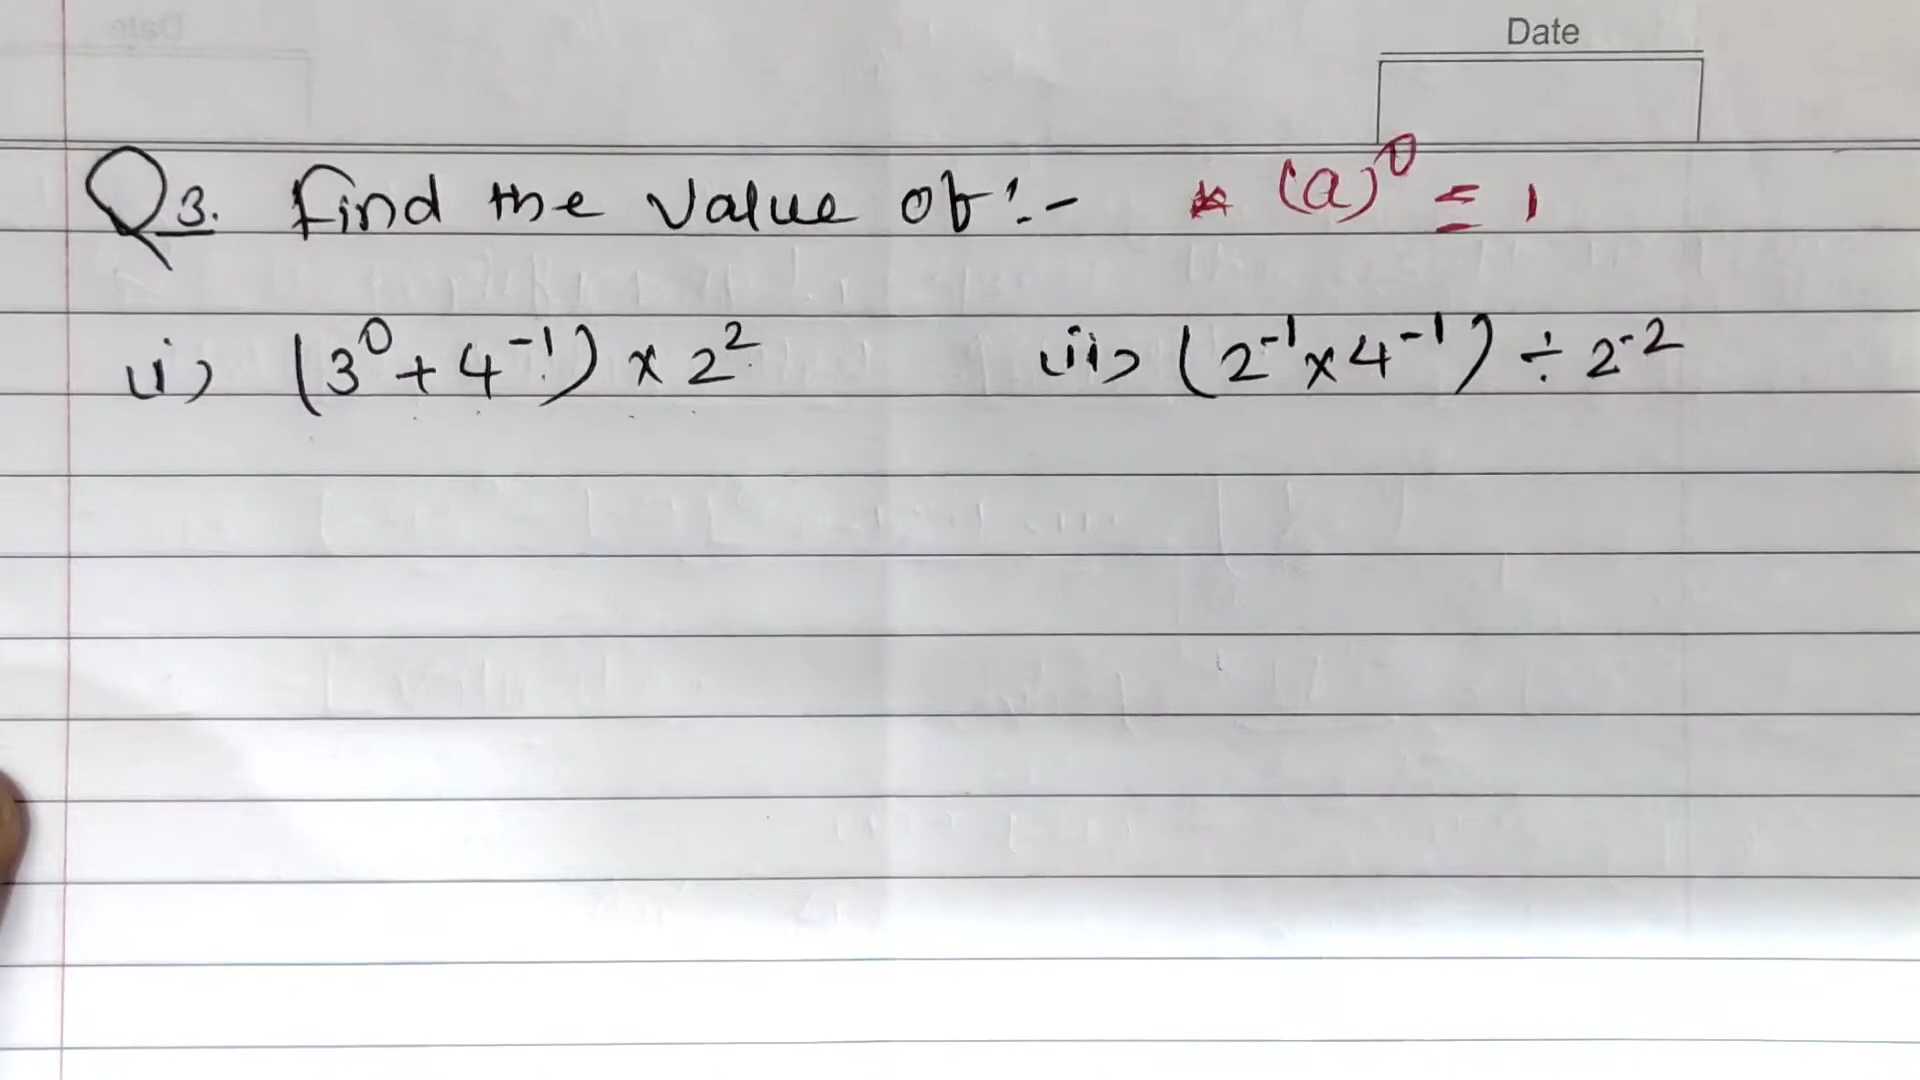 Date
Q3. Find the value of :- * (a)⁰ = 1
(i) (3⁰ + 4⁻¹) × 2² (ii) (2⁻¹ × 4⁻¹) ÷ 2⁻²